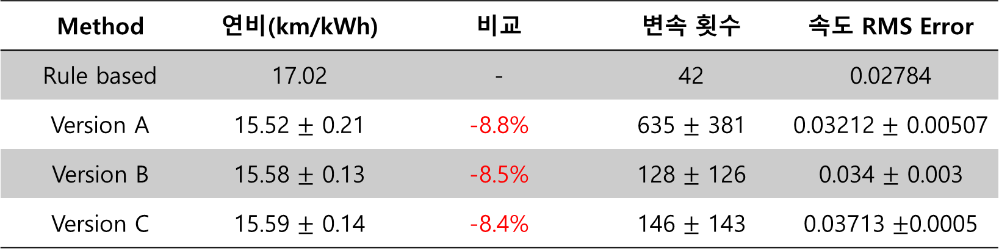 Method 연비(km/kWh) 비교 변속 횟수 속도 RMS Error
Rule based 17.02 - 42 0.02784
Version A 15.52 ± 0.21 -8.8% 635 ± 381 0.03212 ± 0.00507
Version B 15.58 ± 0.13 -8.5% 128 ± 126 0.034 ± 0.003
Version C 15.59 ± 0.14 -8.4% 146 ± 143 0.03713 ±0.0005